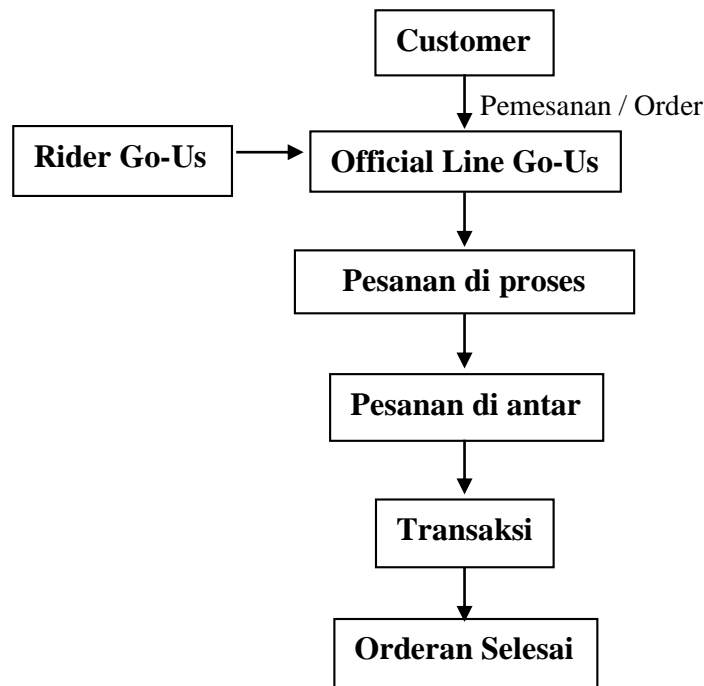 Customer
Pemesanan / Order
Rider Go-Us
Official Line Go-Us
Pesanan di proses
Pesanan di antar
Transaksi
Orderan Selesai